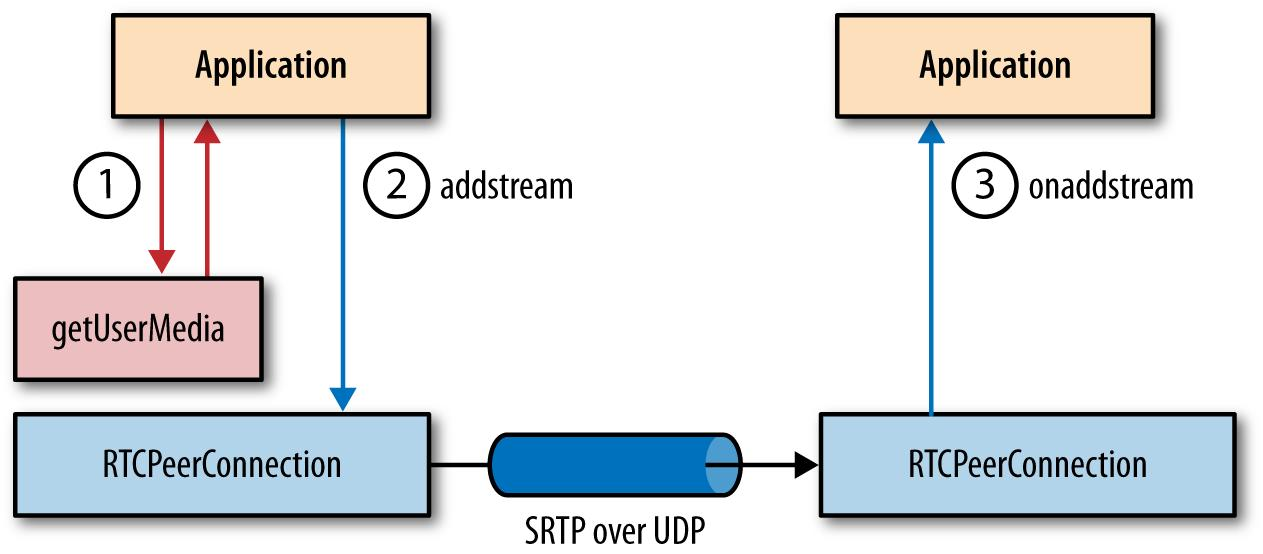 Application
Application
1
2 addstream
3 onaddstream
getUserMedia
RTCPeerConnection
RTCPeerConnection
SRTP over UDP